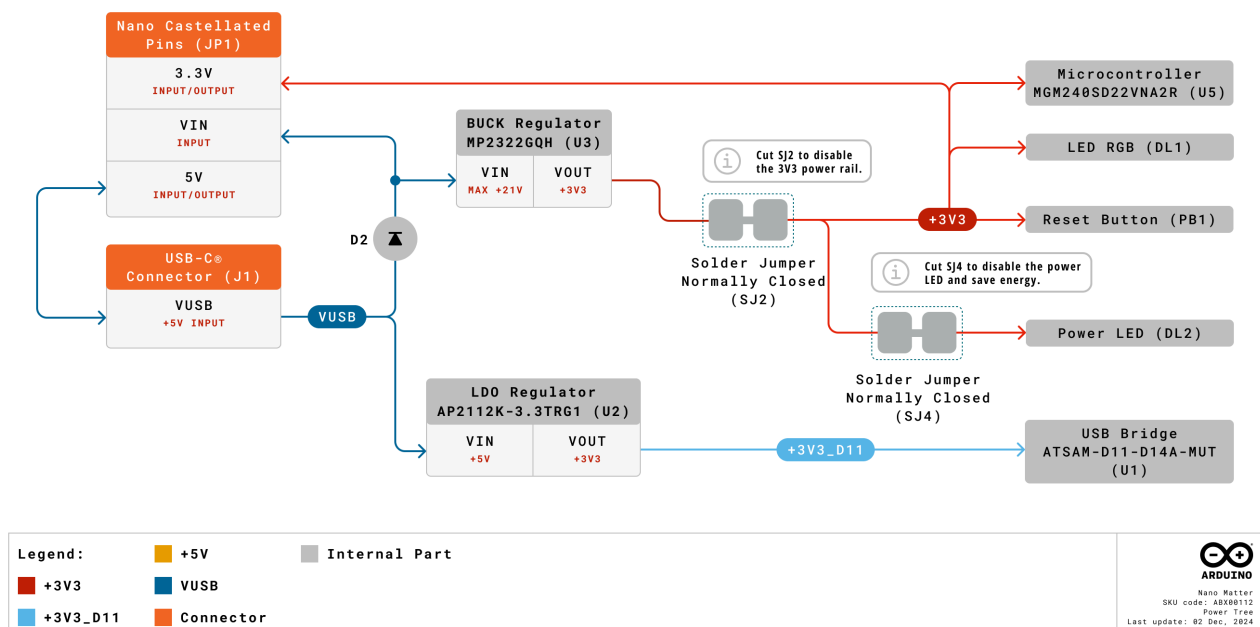 Nano Castellated
Pins (JP1)
3.3V
INPUT/OUTPUT
VIN
INPUT
5V
INPUT/OUTPUT
USB-C®
Connector (J1)
VUSB
+5V INPUT
VUSB
D2
BUCK Regulator
MP2322GQH (U3)
VIN
MAX +21V
VOUT
+3V3
LDO Regulator
AP2112K-3.3TRG1 (U2)
VIN
+5V
VOUT
+3V3
i
Cut SJ2 to disable
the 3V3 power rail.
Solder Jumper
Normally Closed
(SJ2)
+3V3
i
Cut SJ4 to disable the power
LED and save energy.
Solder Jumper
Normally Closed
(SJ4)
+3V3_D11
Microcontroller
MGM240SD22VNA2R (U5)
LED RGB (DL1)
Reset Button (PB1)
Power LED (DL2)
USB Bridge
ATSAM-D11-D14A-MUT
(U1)
Legend:
+3V3
+3V3_D11
+5V
VUSB
Connector
Internal Part
ARDUINO
Nano Matter
SKU code: ABX00112
Power Tree
Last update: 02 Dec, 2024